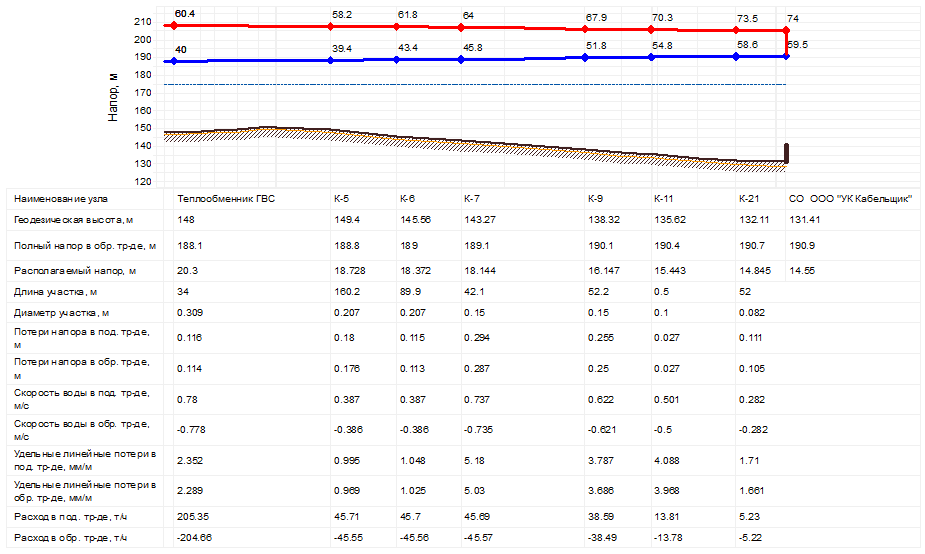 60.4 58.2 61.8 64 67.9 70.3 73.5 74
40 39.4 43.4 45.8 51.8 54.8 58.6 59.5
Напор, м
210
200
190
180
170
160
150
140
130
120
Наименование узла Теплообменник ГВС К-5 К-6 К-7 К-9 К-11 К-21 СО ООО "УК Кабельщик"
Геодезическая высота, м 148 149.4 145.56 143.27 138.32 135.62 132.11 131.41
Полный напор в обр. тр-де, м 188.1 188.8 189 189.1 190.1 190.4 190.7 190.9
Располагаемый напор, м 20.3 18.728 18.372 18.144 16.147 15.443 14.845 14.55
Длина участка, м 34 160.2 89.9 42.1 52.2 0.5 52
Диаметр участка, м 0.309 0.207 0.207 0.15 0.15 0.1 0.082
Потери напора в под. тр-де,
м 0.116 0.18 0.115 0.294 0.255 0.027 0.111
Потери напора в обр. тр-де,
м 0.114 0.176 0.113 0.287 0.25 0.027 0.105
Скорость воды в под. тр-де,
м/с 0.78 0.387 0.387 0.737 0.622 0.501 0.282
Скорость воды в обр. тр-де,
м/с -0.778 -0.386 -0.386 -0.735 -0.621 -0.5 -0.282
Удельные линейные потери в
под. тр-де, мм/м 2.352 0.995 1.048 5.18 3.787 4.088 1.71
Удельные линейные потери в
обр. тр-де, мм/м 2.289 0.969 1.025 5.03 3.686 3.968 1.661
Расход в под. тр-де, т/ч 205.35 45.71 45.7 45.69 38.59 13.81 5.23
Расход в обр. тр-де, т/ч -204.66 -45.55 -45.56 -45.57 -38.49 -13.78 -5.22